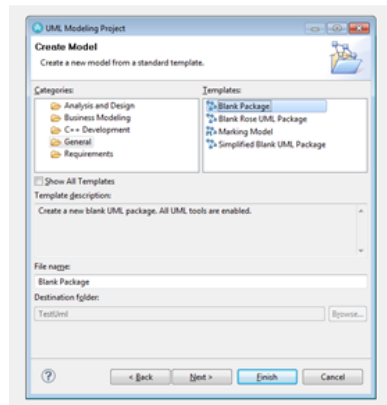 UML Modeling Project
Create Model
Create a new model from a standard template.
Categories:
Templates:
Analysis and Design
Business Modeling
C++ Development
General
Requirements
Blank Package
Blank Rose UML Package
Marking Model
Simplified Blank UML Package
Show All Templates
Template description:
Create a new blank UML package. All UML tools are enabled.
File name:
Blank Package
Destination folder:
TestUml
Browse...
?
< Back
Next >
Finish
Cancel